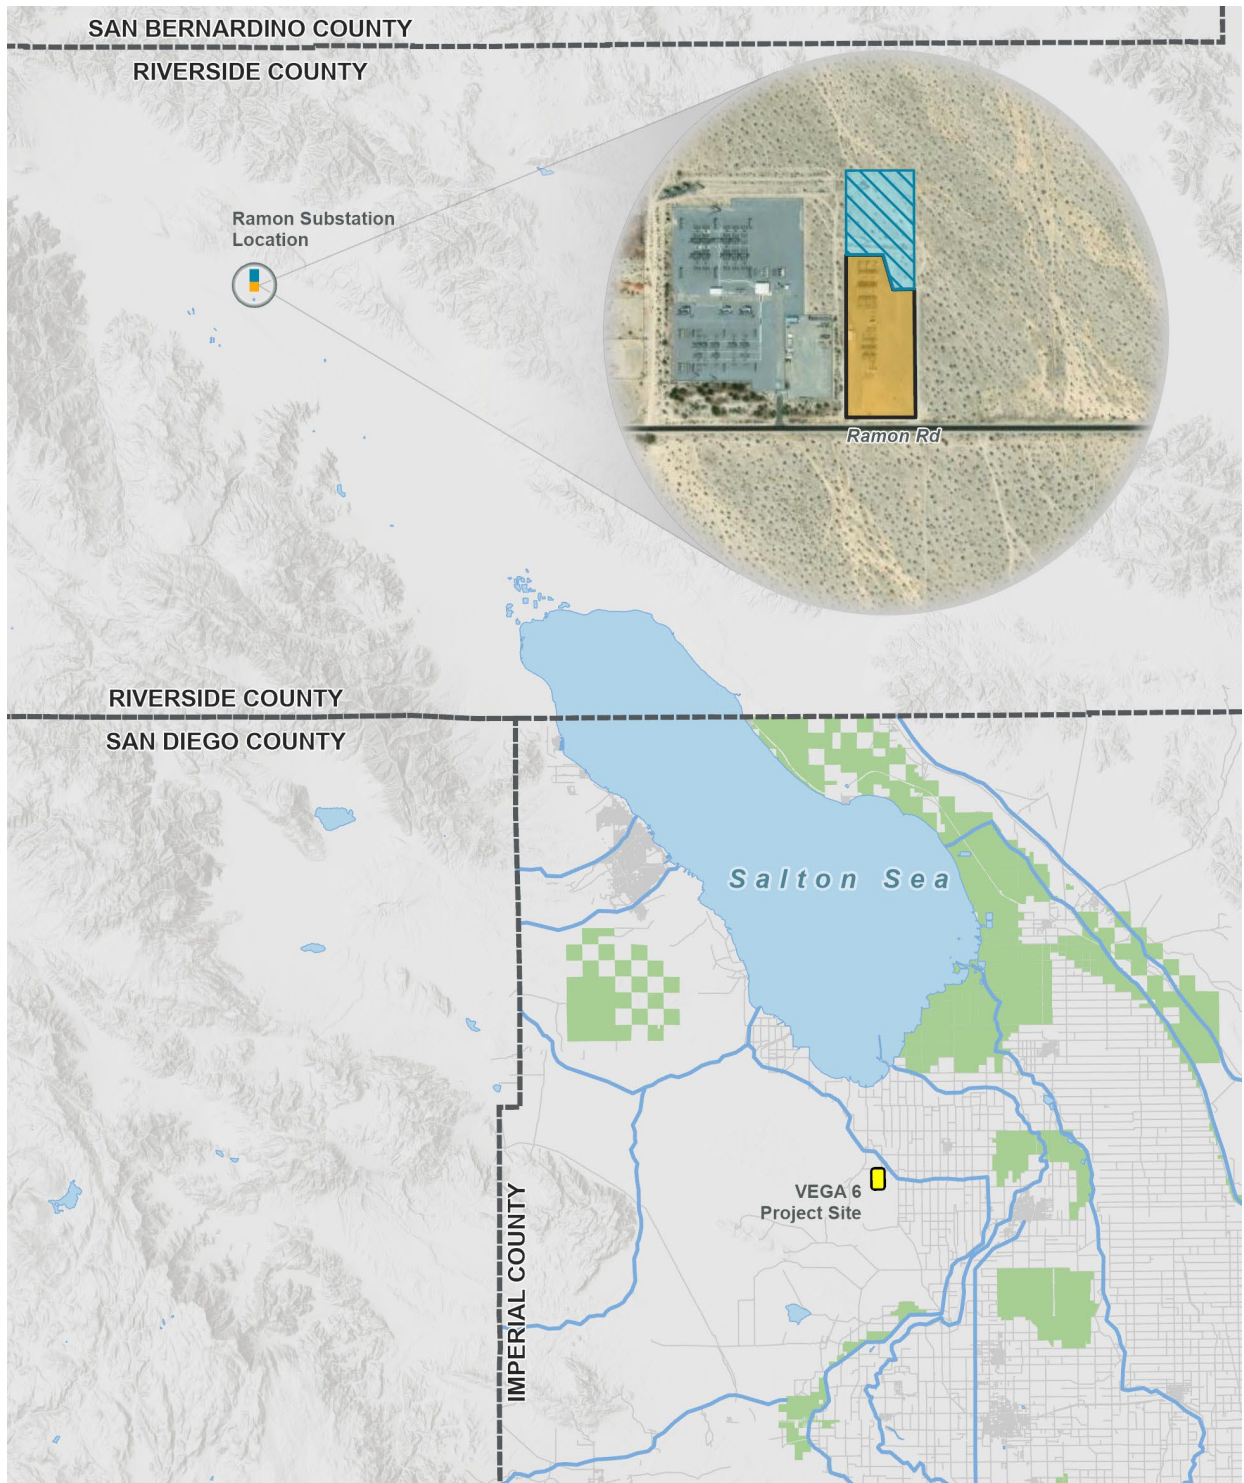 SAN BERNARDINO COUNTY
RIVERSIDE COUNTY
Ramon Substation
Location
Ramon Rd
RIVERSIDE COUNTY
SAN DIEGO COUNTY
Salton Sea
VEGA 6
Project Site
IMPERIAL COUNTY